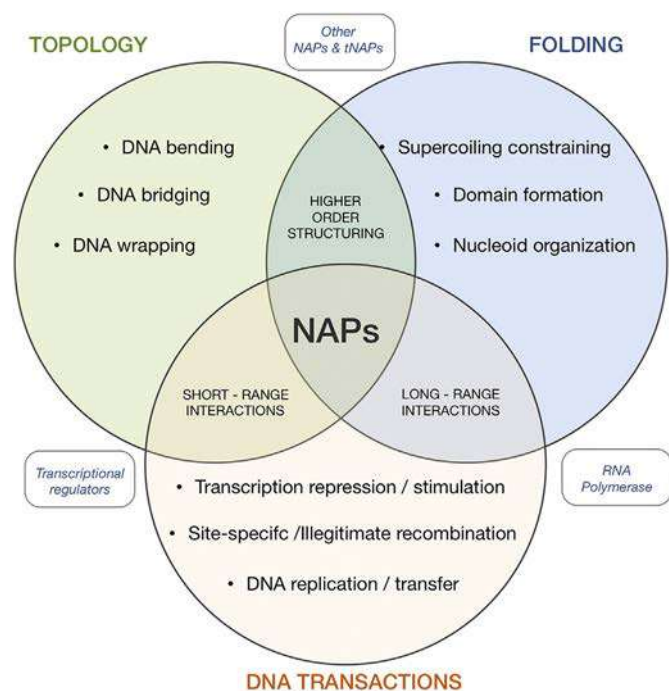 TOPOLOGY
Other
NAPs & tNAPs
FOLDING
• DNA bending
• DNA bridging
• DNA wrapping
HIGHER
ORDER
STRUCTURING
• Supercoiling constraining
• Domain formation
• Nucleoid organization
NAPs
SHORT - RANGE
INTERACTIONS
LONG - RANGE
INTERACTIONS
Transcriptional
regulators
RNA
Polymerase
• Transcription repression / stimulation
• Site-specifc /Illegitimate recombination
• DNA replication / transfer
DNA TRANSACTIONS